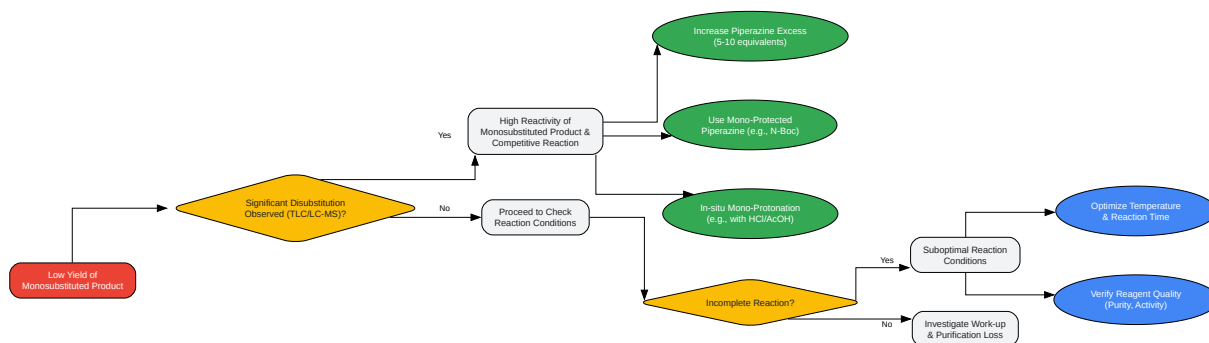 Increase Piperazine Excess
(5-10 equivalents)
High Reactivity of
Monosubstituted Product &
Competitive Reaction
Yes
Use Mono-Protected
Piperazine (e.g., N-Boc)
Significant Disubstitution
Observed (TLC/LC-MS)?
No
Proceed to Check
Reaction Conditions
In-situ Mono-Protonation
(e.g., with HCl/AcOH)
Optimize Temperature
& Reaction Time
Low Yield of
Monosubstituted Product
Incomplete Reaction?
Yes
Suboptimal Reaction
Conditions
Verify Reagent Quality
(Purity, Activity)
No
Investigate Work-up
& Purification Loss